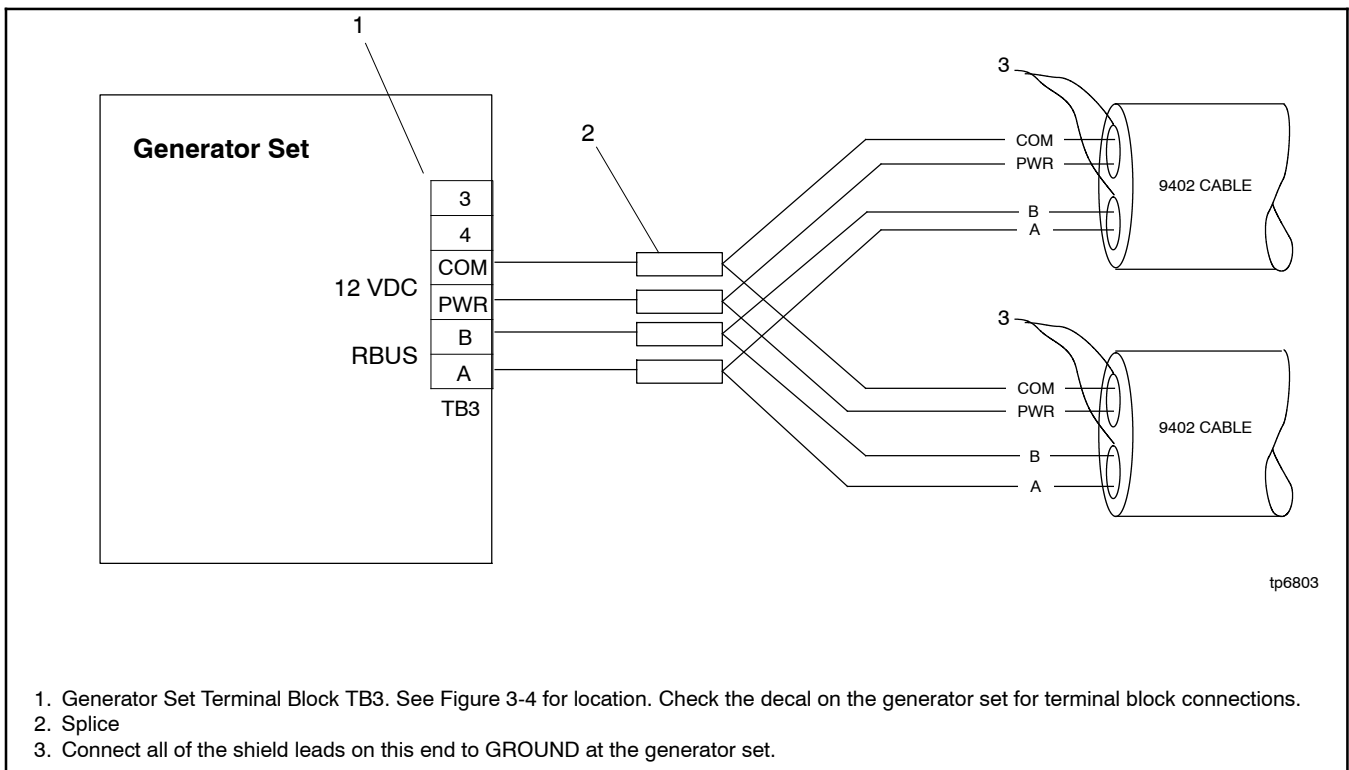 1
3
Generator Set
2
COM
PWR
9402 CABLE
B
A
3
4
COM
12 VDC
PWR
B
RBUS
A
TB3
3
COM
PWR
9402 CABLE
B
A
tp6803
1. Generator Set Terminal Block TB3. See Figure 3-4 for location. Check the decal on the generator set for terminal block connections.
2. Splice
3. Connect all of the shield leads on this end to GROUND at the generator set.